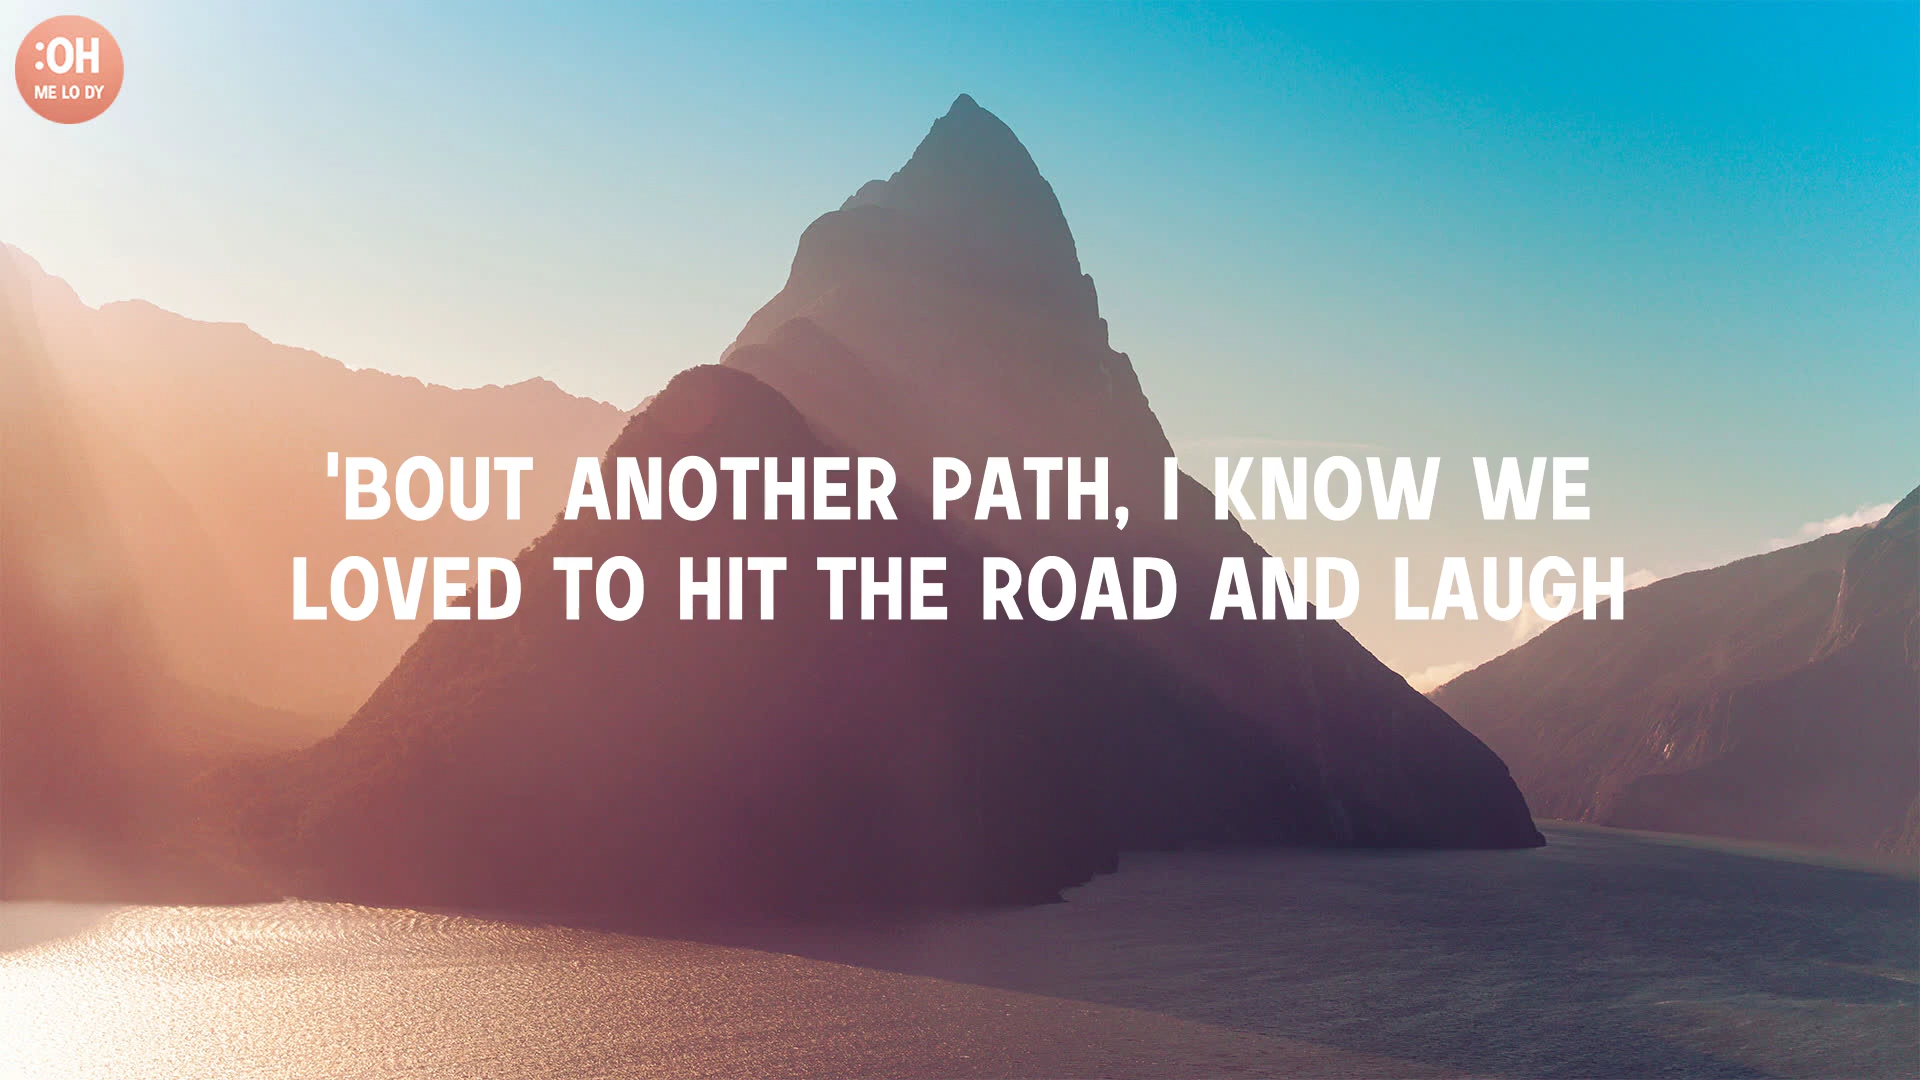 :OH
ME LO DY
'BOUT ANOTHER PATH, I KNOW WE
LOVED TO HIT THE ROAD AND LAUGH